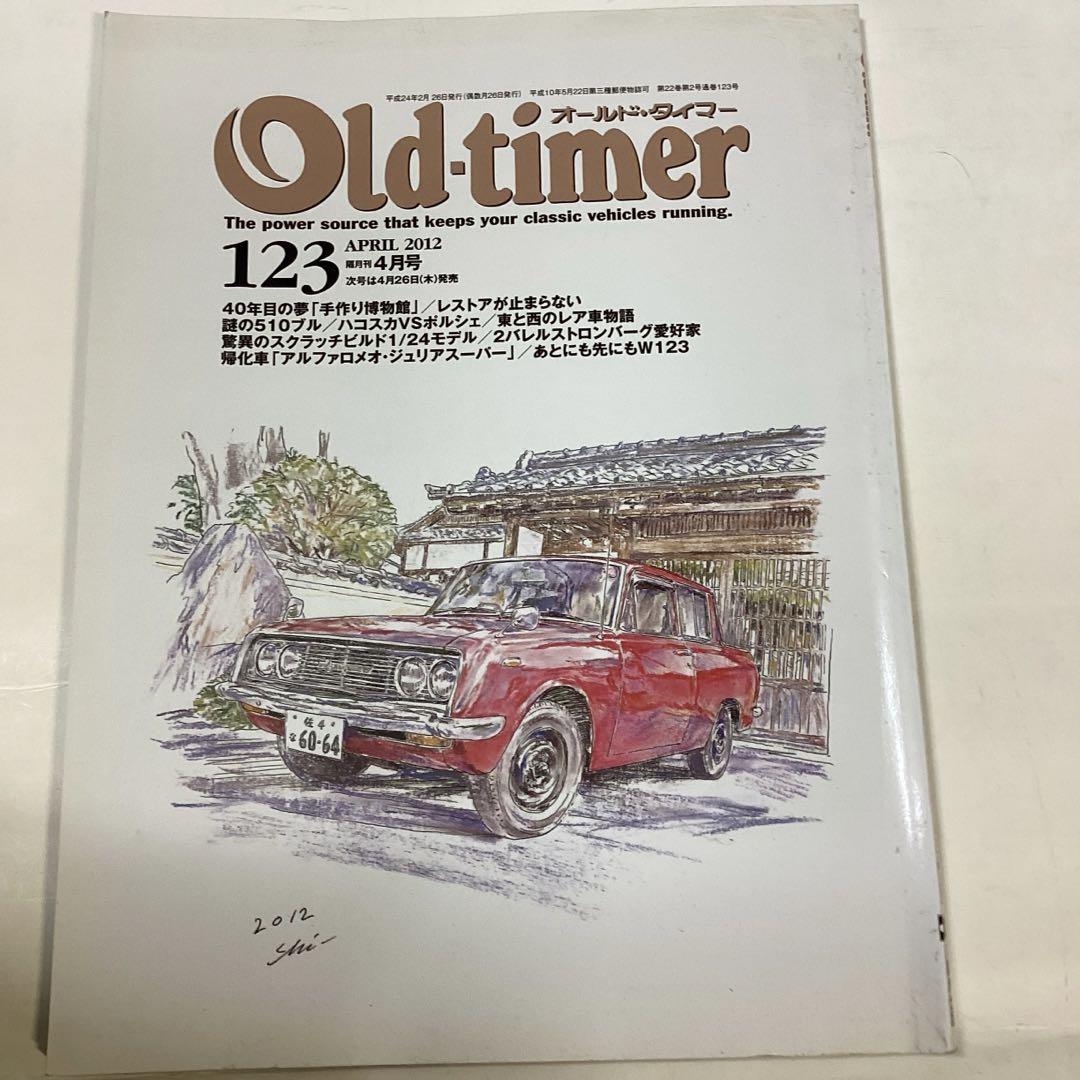 平成24年2月 26日発行(偶数月26日発行) 平成10年5月22日第三種郵便物認可 第22巻第2号通巻123号
オールド・タイマー
Old-timer
The power source that keeps your classic vehicles running.
123
APRIL 2012
隔月刊4月号
次号は4月26日(木)発売
40年目の夢「手作り博物館」／レストアが止まらない
謎の510ブル／ハコスカVSポルシェ／東と西のレア車物語
驚異のスクラッチビルド1/24モデル／2バレルストロンバーグ愛好家
帰化車「アルファロメオ・ジュリアスーパー」／あとにも先にもW123
佐 4
60-64
2012